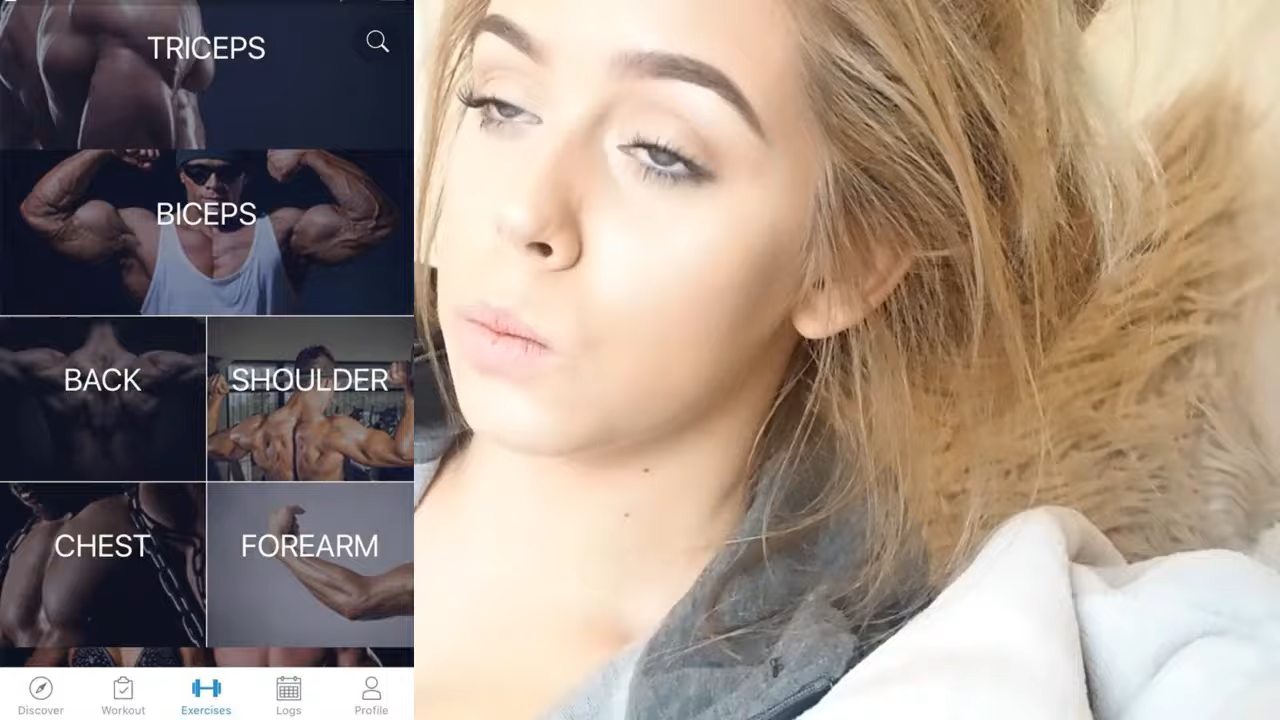 TRICEPS
BICEPS
BACK
SHOULDER
CHEST
FOREARM
Discover
Workout
Exercises
Logs
Profile